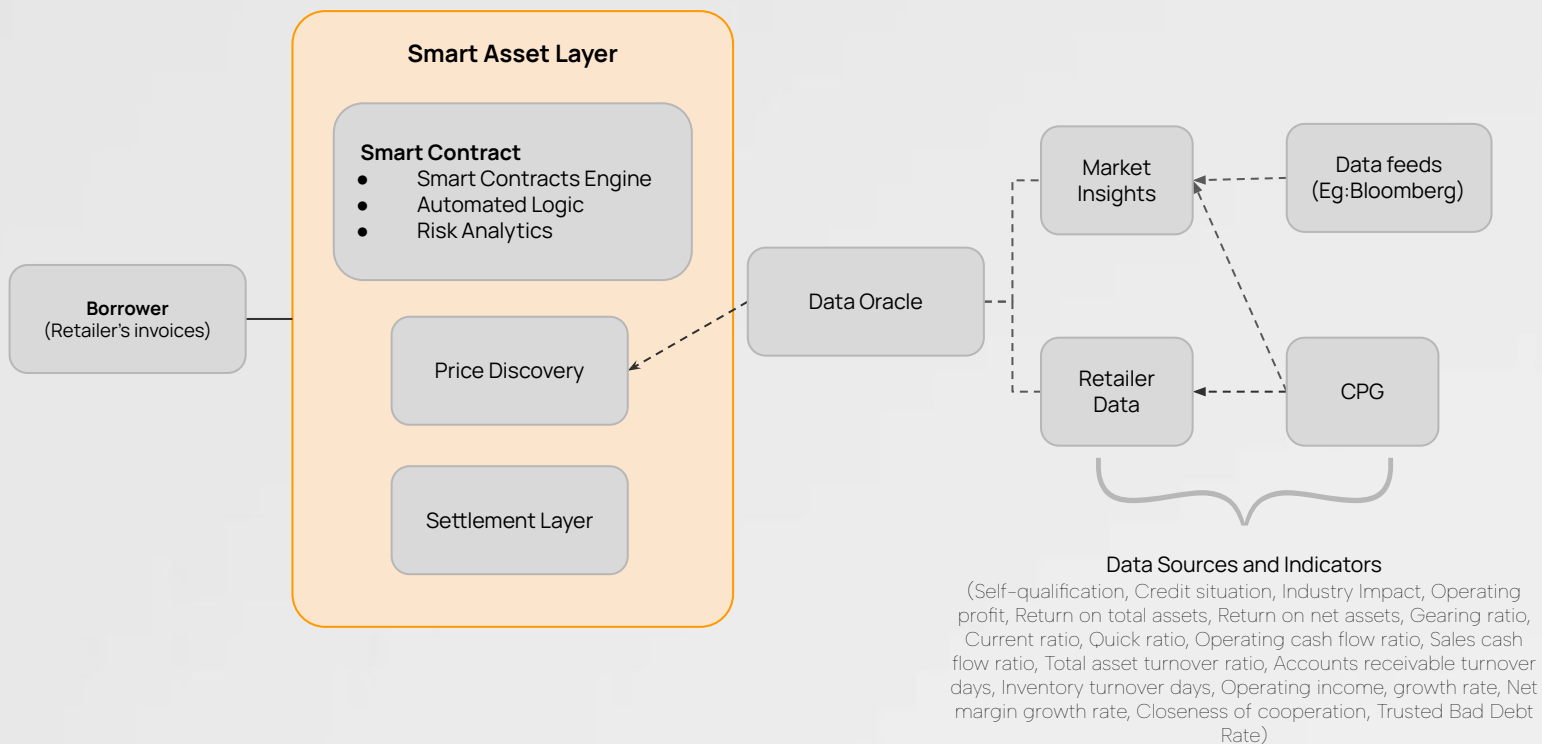 Smart Asset Layer
Smart Contract
● Smart Contracts Engine
● Automated Logic
● Risk Analytics
Borrower
(Retailer's invoices)
Price Discovery
Settlement Layer
Data Oracle
Market
Insights
Data feeds
(Eg:Bloomberg)
Retailer
Data
CPG
Data Sources and Indicators
(Self-qualification, Credit situation, Industry Impact, Operating
profit, Return on total assets, Return on net assets, Gearing ratio,
Current ratio, Quick ratio, Operating cash flow ratio, Sales cash
flow ratio, Total asset turnover ratio, Accounts receivable turnover
days, Inventory turnover days, Operating income, growth rate, Net
margin growth rate, Closeness of cooperation, Trusted Bad Debt
Rate)